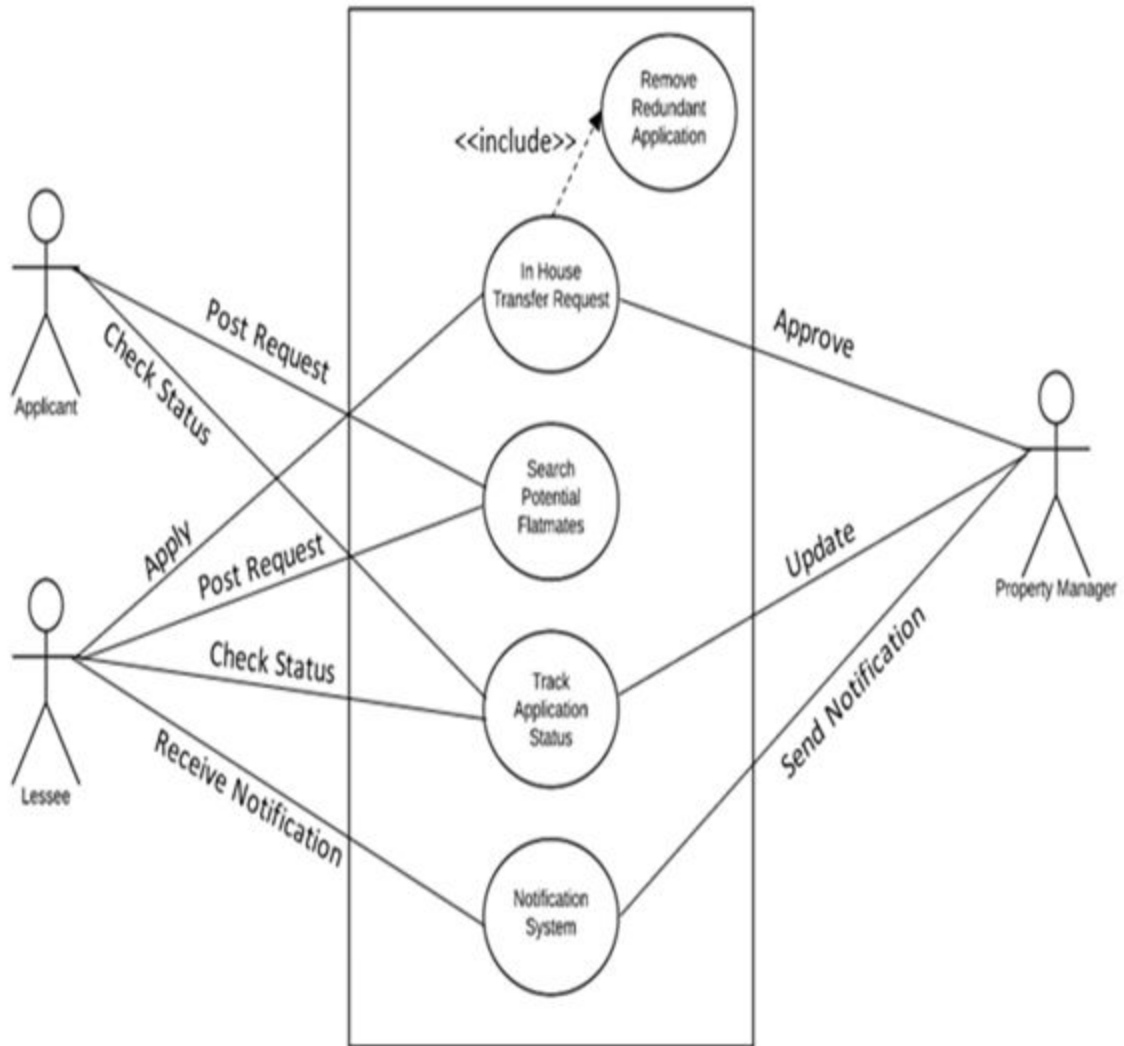 Remove
Redundant
Application
<<include>>
In House
Transfer Request
Post Request
Approve
Check Status
Applicant
Search
Potential
Flatmates
Apply
Post Request
Update
Property Manager
Check Status
Track
Application
Status
Send Notification
Lessee
Receive Notification
Notification
System